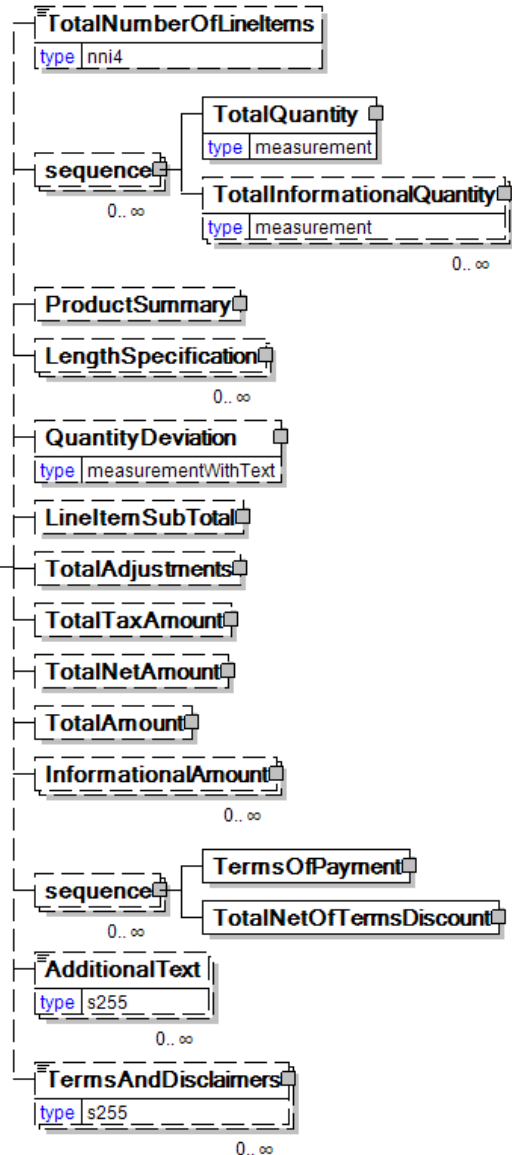 TotalNumberOfLineItems
type nni4
TotalQuantity
type measurement
sequence
0.. ∞
TotalInformationalQuantity
type measurement
0.. ∞
ProductSummary
LengthSpecification
0.. ∞
QuantityDeviation
type measurementWithText
LineItemSubTotal
TotalAdjustments
TotalTaxAmount
TotalNetAmount
TotalAmount
InformationalAmount
0.. ∞
TermsOfPayment
sequence
0.. ∞
TotalNetOfTermsDiscount
AdditionalText
type s255
0.. ∞
TermsAndDisclaimers
type s255
0.. ∞